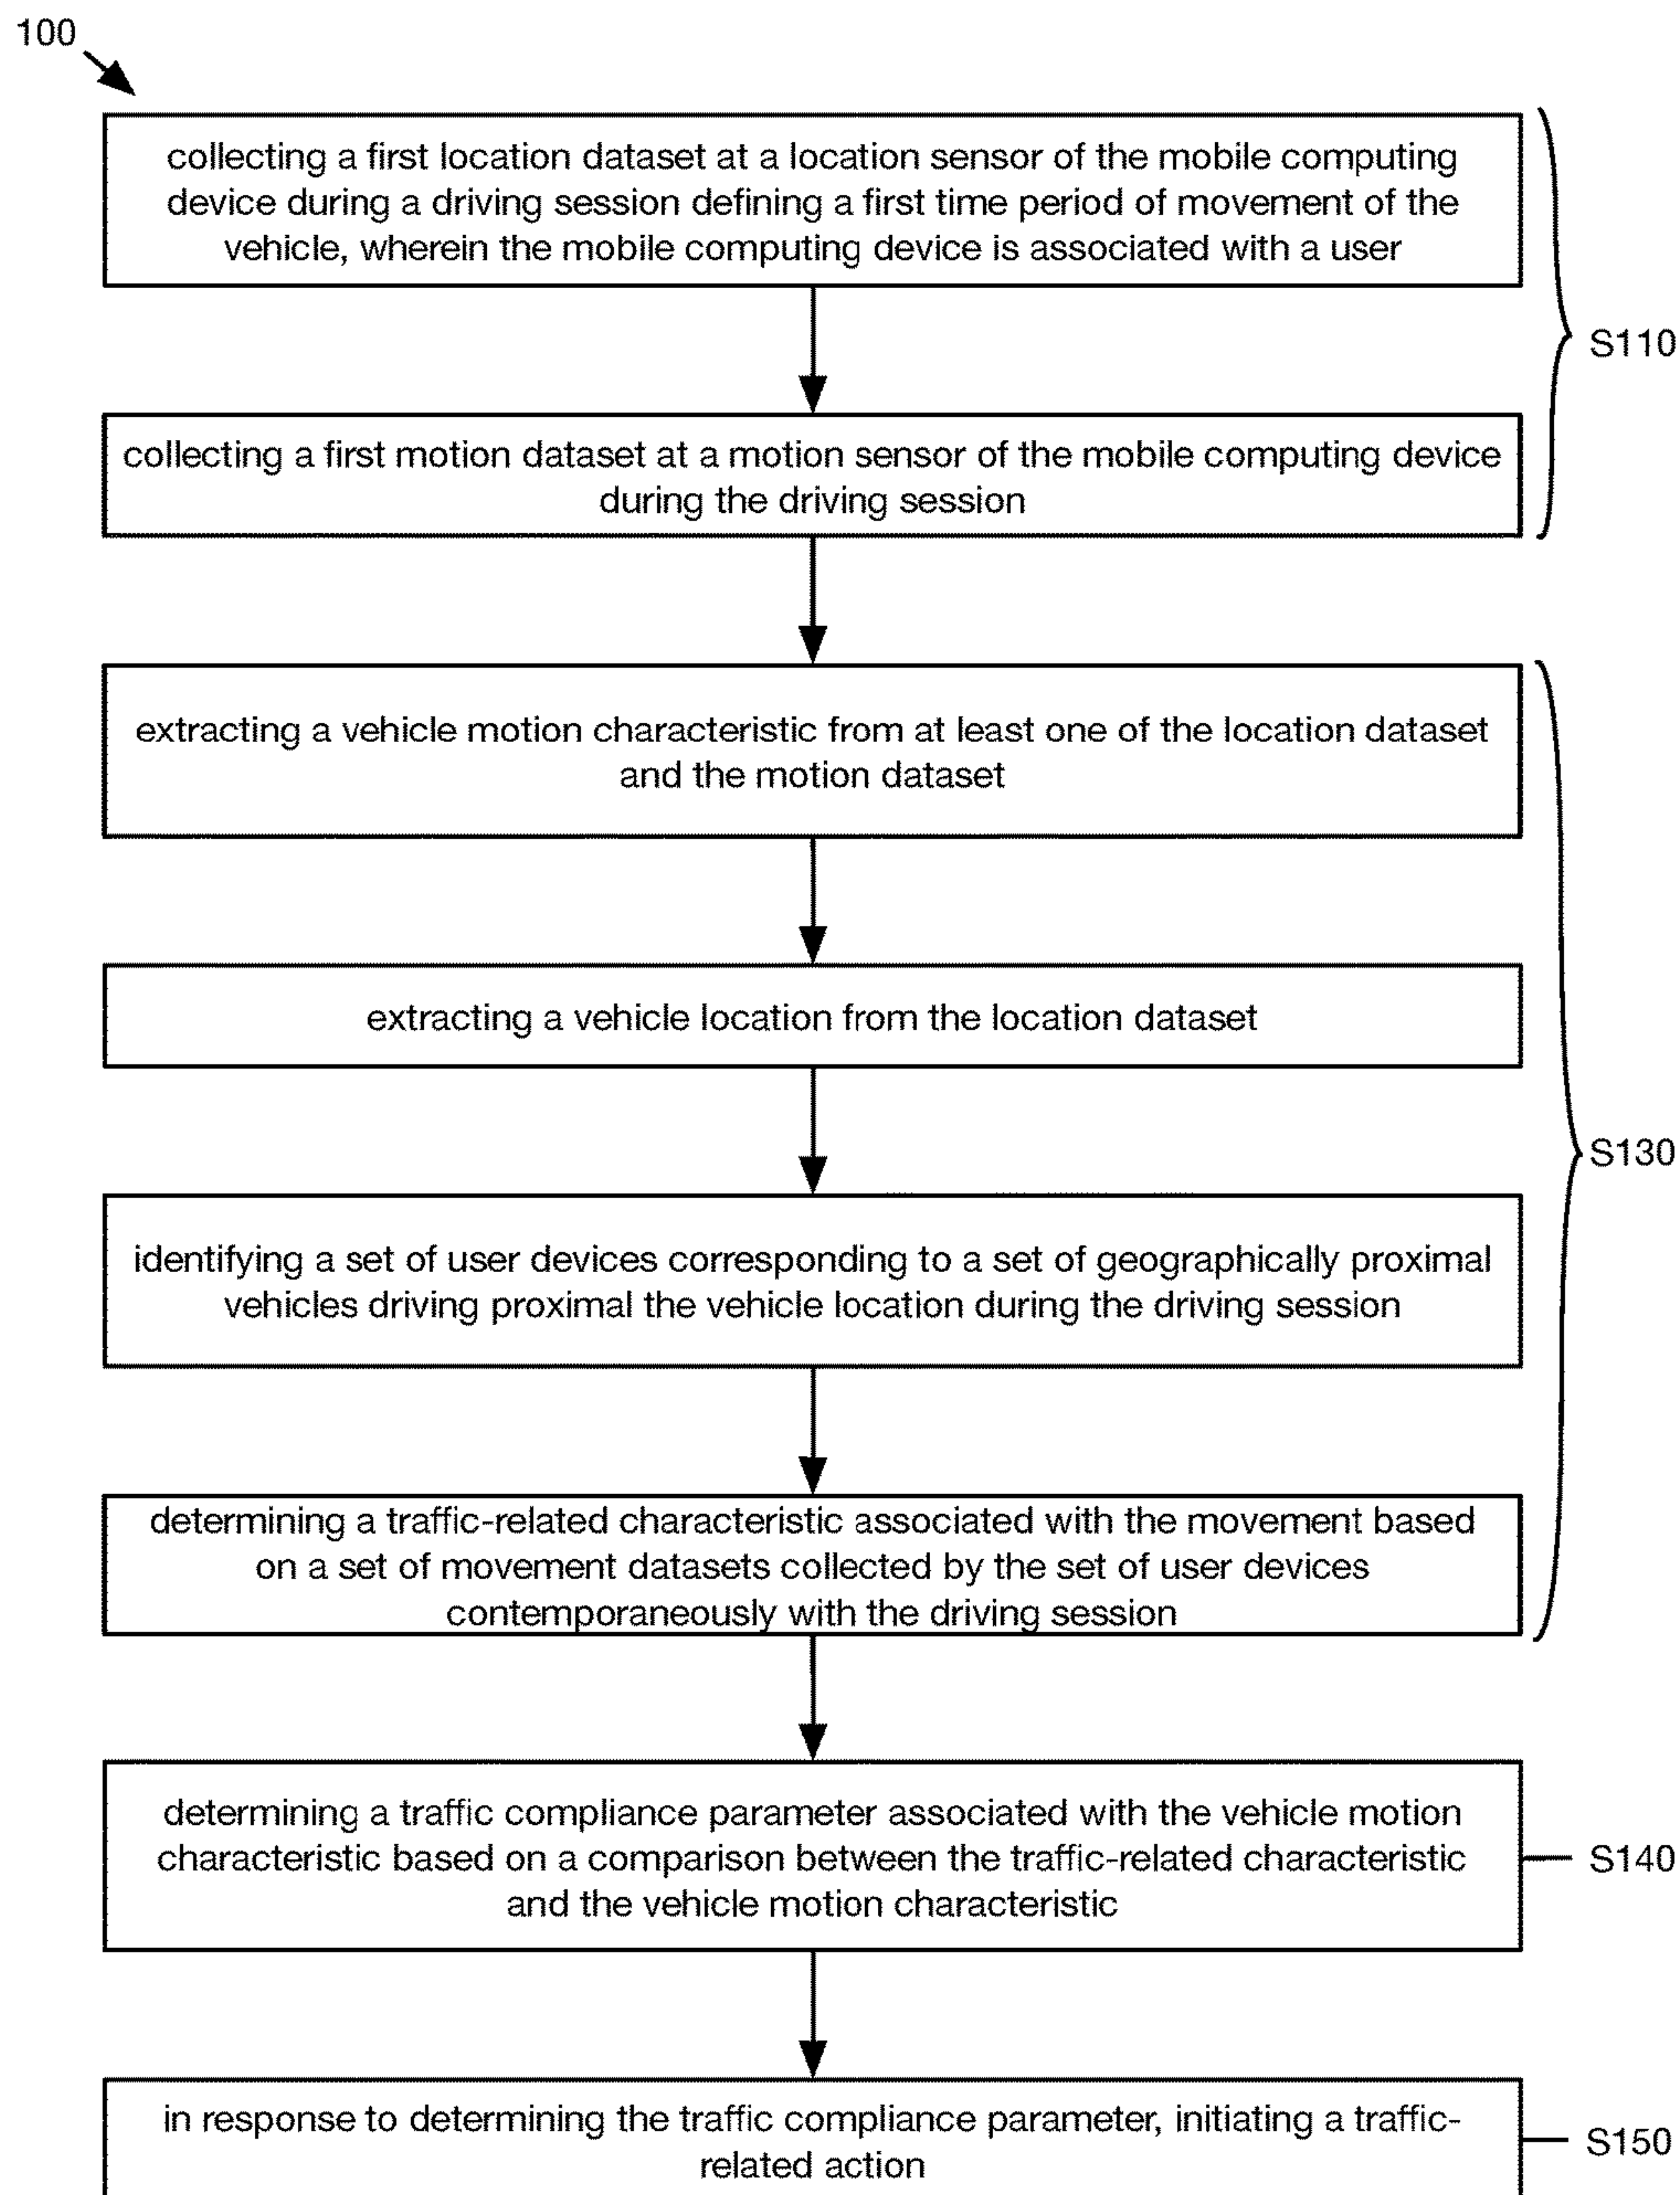 100
collecting a first location dataset at a location sensor of the mobile computing
device during a driving session defining a first time period of movement of the
vehicle, wherein the mobile computing device is associated with a user
S110
collecting a first motion dataset at a motion sensor of the mobile computing device
during the driving session
extracting a vehicle motion characteristic from at least one of the location dataset
and the motion dataset
extracting a vehicle location from the location dataset
S130
identifying a set of user devices corresponding to a set of geographically proximal
vehicles driving proximal the vehicle location during the driving session
determining a traffic-related characteristic associated with the movement based
on a set of movement datasets collected by the set of user devices
contemporaneously with the driving session
determining a traffic compliance parameter associated with the vehicle motion
characteristic based on a comparison between the traffic-related characteristic
and the vehicle motion characteristic
S140
in response to determining the traffic compliance parameter, initiating a traffic-
related action
S150